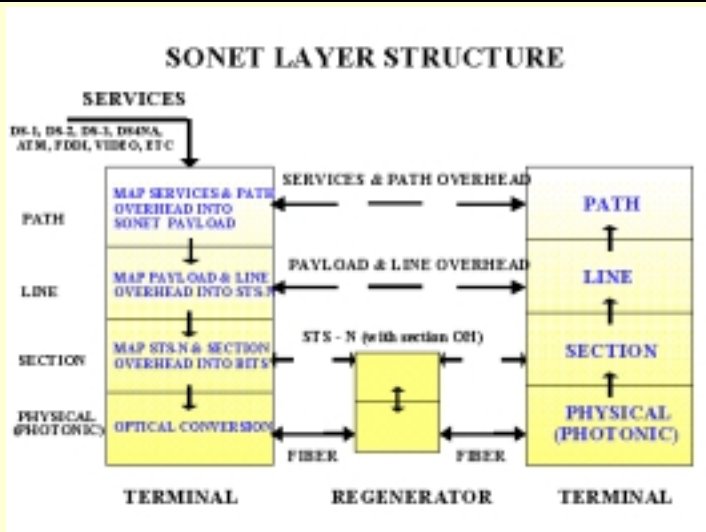 SONET LAYER STRUCTURE
SERVICES
DS-1, DS-2, DS-3, DS4NA,
ATM, FDDI, VIDEO, ETC
SERVICES & PATH OVERHEAD
PATH
MAP SERVICES & PATH
OVERHEAD INTO
SONET PAYLOAD
PATH
PAYLOAD & LINE OVERHEAD
LINE
MAP PAYLOAD & LINE
OVERHEAD INTO STS-N
LINE
STS - N (with section OH)
SECTION
MAP STS-N & SECTION
OVERHEAD INTO BITS
SECTION
PHYSICAL
(PHOTONIC)
OPTICAL CONVERSION
PHYSICAL
(PHOTONIC)
FIBER
FIBER
TERMINAL
REGENERATOR
TERMINAL